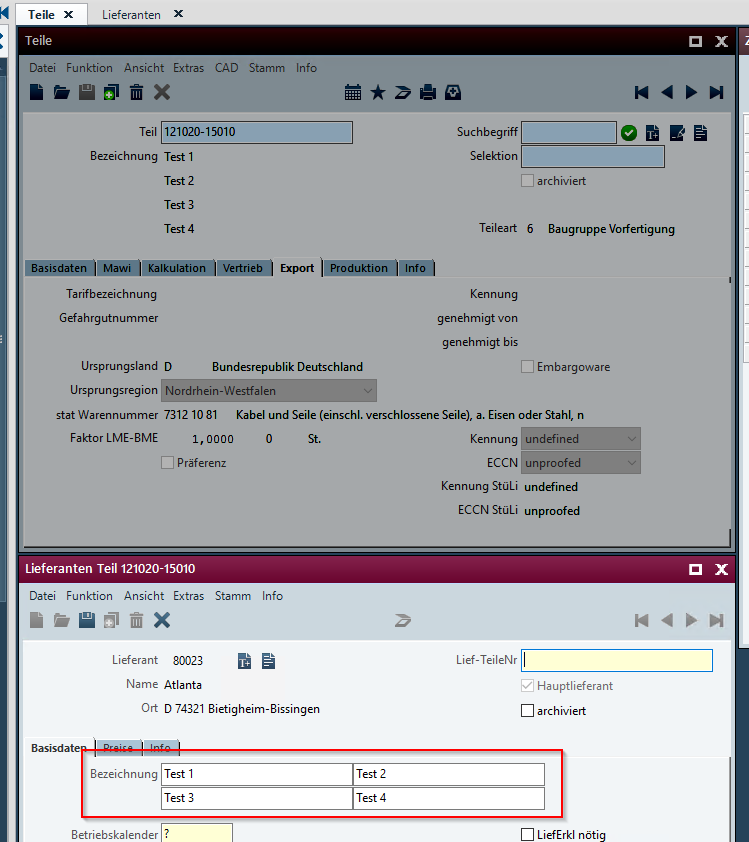 Teile X Lieferanten X
Teile
Datei Funktion Ansicht Extras CAD Stamm Info
Teil 121020-15010 Suchbegriff
Bezeichnung Test 1 Selektion
Test 2 archiviert
Test 3
Test 4 Teileart 6 Baugruppe Vorfertigung
Basisdaten Mawi Kalkulation Vertrieb Export Produktion Info
Tarifbezeichnung Kennung
Gefahrgutnummer genehmigt von
genehmigt bis
Ursprungsland D Bundesrepublik Deutschland Embargoware
Ursprungsregion Nordrhein-Westfalen
stat Warennummer 7312 10 81 Kabel und Seile (einschl. verschlossene Seile), a. Eisen oder Stahl, n
Faktor LME-BME 1,0000 0 St. Kennung undefined
Präferenz ECCN unproofed
Kennung StüLi undefined
ECCN StüLi unproofed
Lieferanten Teil 121020-15010
Datei Funktion Ansicht Extras Stamm Info
Lieferant 80023 Lief-TeileNr
Name Atlanta Hauptlieferant
Ort D 74321 Bietigheim-Bissingen archiviert
Basisdaten Preise Info
Bezeichnung Test 1 Test 2
Test 3 Test 4
Betriebskalender ? LiefErkl nötig